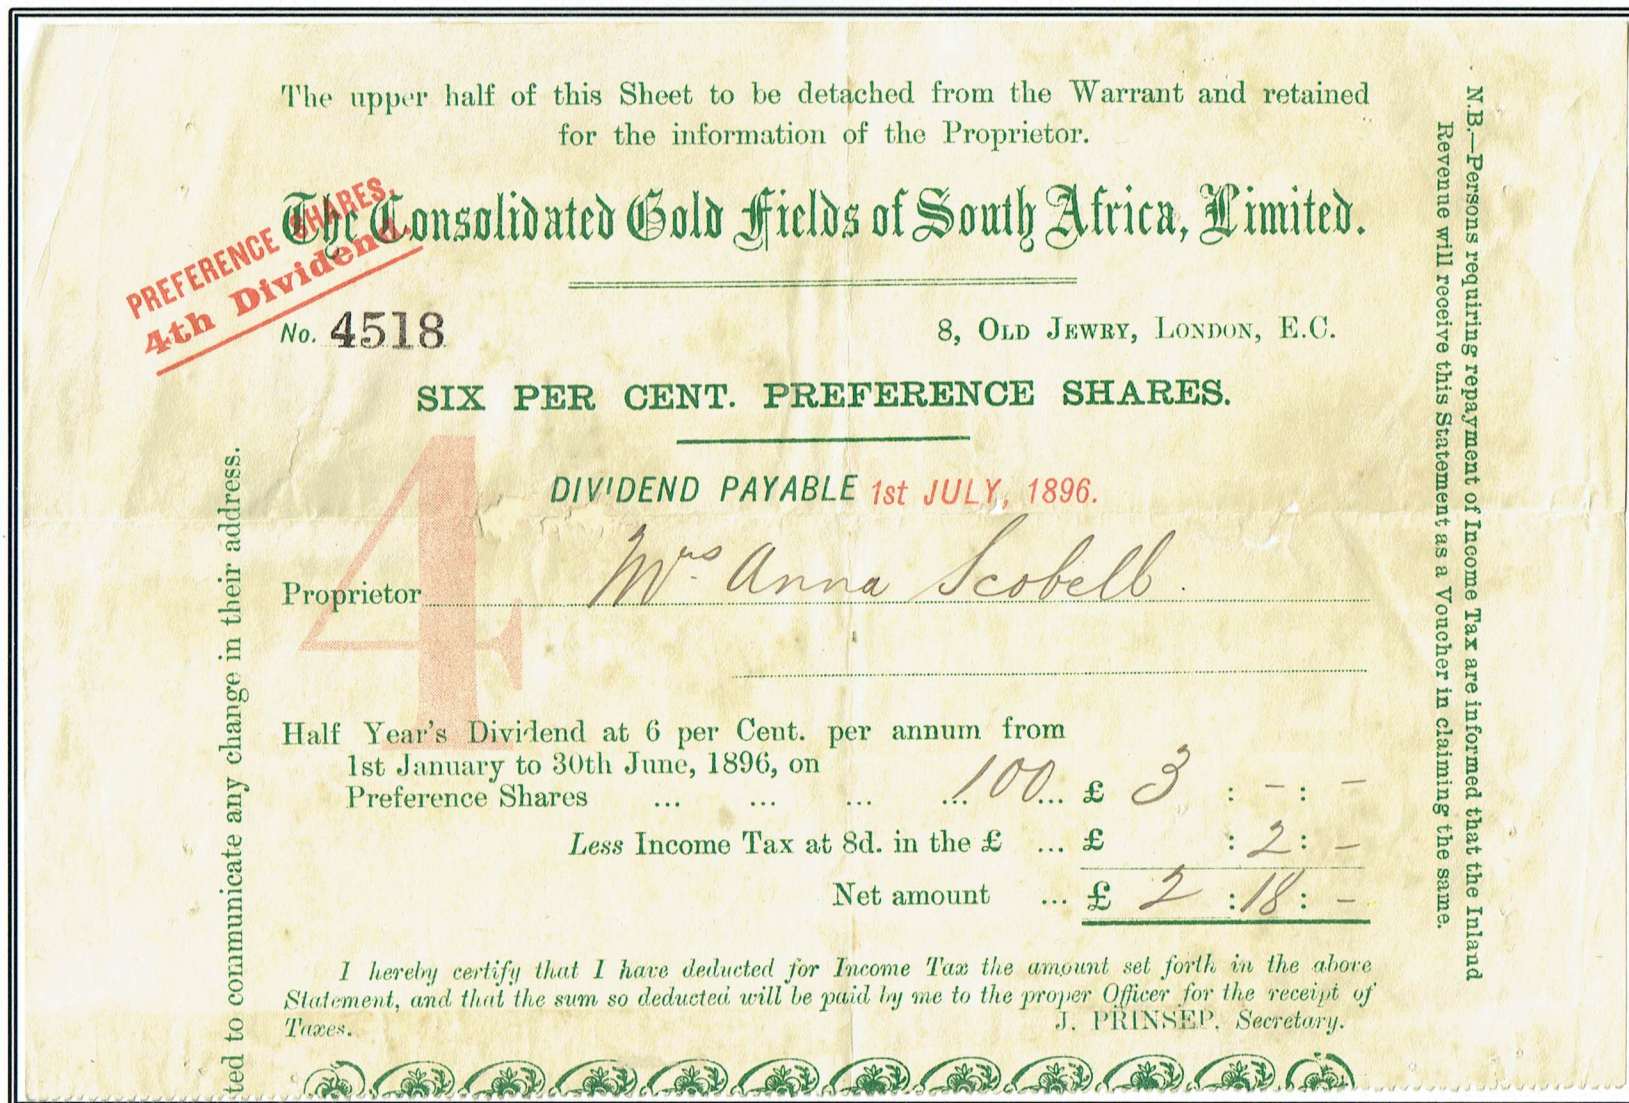 The upper half of this Sheet to be detached from the Warrant and retained
for the information of the Proprietor.
PREFERENCE SHARES,
4th Dividend.
The Consolidated Gold Fields of South Africa, Limited.
No. 4518
8, OLD JEWRY, LONDON, E.C.
SIX PER CENT. PREFERENCE SHARES.
4
DIVIDEND PAYABLE 1st JULY, 1896.
Proprietor Mrs. Anna Scobell.
Half Year's Dividend at 6 per Cent. per annum from
1st January to 30th June, 1896, on
Preference Shares ... ... ... ... 100 ... £ 3 : - : -
Less Income Tax at 8d. in the £ ... £ : 2 : -
Net amount ... £ 2 : 18 : -
I hereby certify that I have deducted for Income Tax the amount set forth in the above
Statement, and that the sum so deducted will be paid by me to the proper Officer for the receipt of
Taxes.
J. PRINSEP, Secretary.
ted to communicate any change in their address.
N.B.—Persons requiring repayment of Income Tax are informed that the Inland
Revenue will receive this Statement as a Voucher in claiming the same.